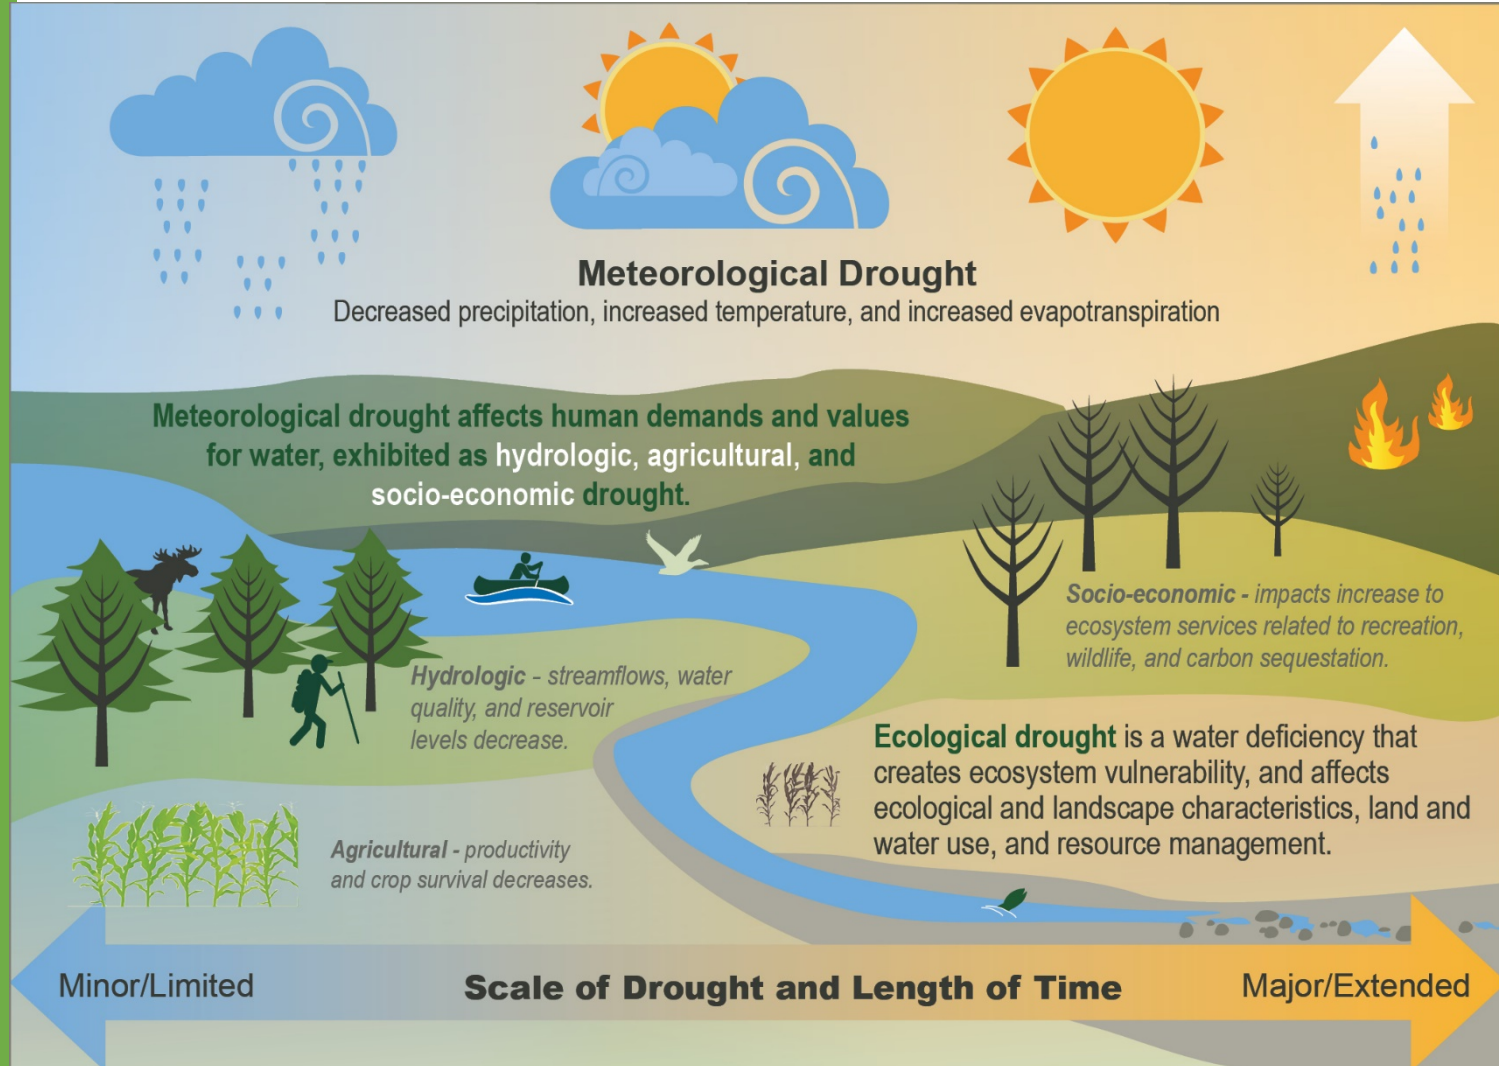 Meteorological Drought
Decreased precipitation, increased temperature, and increased evapotranspiration
Meteorological drought affects human demands and values
for water, exhibited as hydrologic, agricultural, and
socio-economic drought.
Socio-economic - impacts increase to
ecosystem services related to recreation,
wildlife, and carbon sequestation.
Hydrologic - streamflows, water
quality, and reservoir
levels decrease.
Ecological drought is a water deficiency that
creates ecosystem vulnerability, and affects
ecological and landscape characteristics, land and
water use, and resource management.
Agricultural - productivity
and crop survival decreases.
Minor/Limited
Scale of Drought and Length of Time
Major/Extended